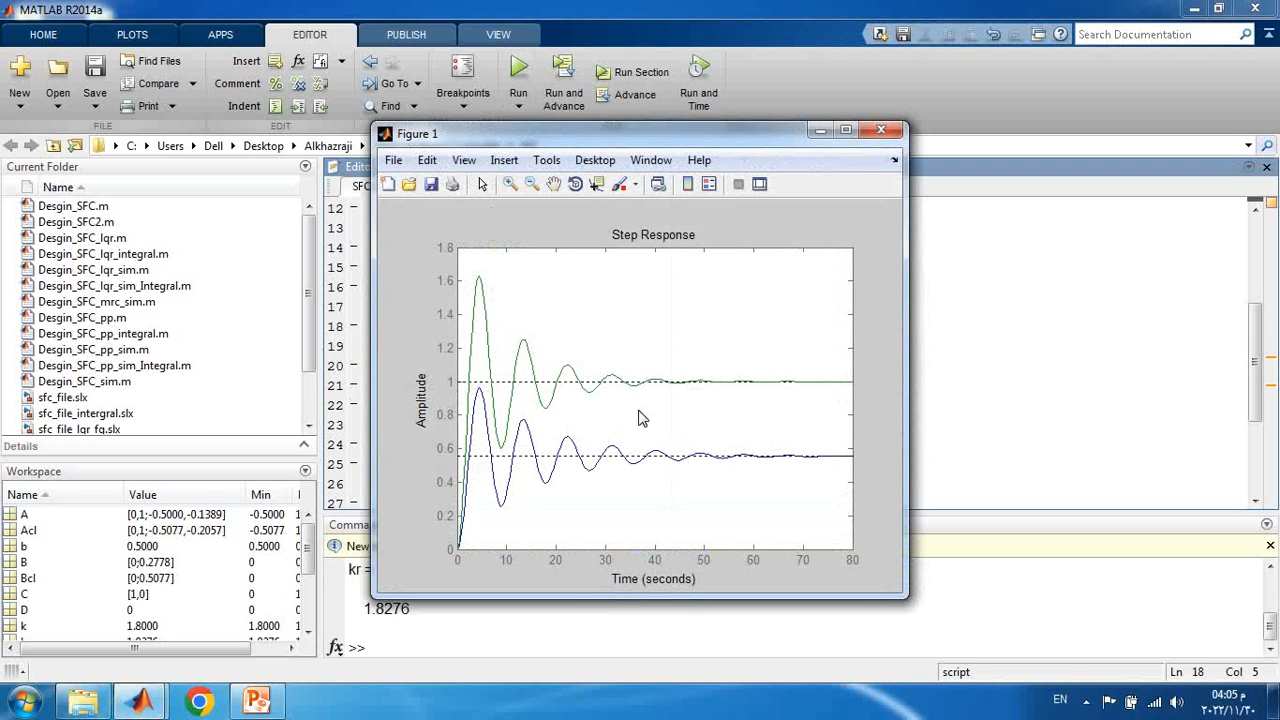 MATLAB R2014a
HOME PLOTS APPS EDITOR PUBLISH VIEW
Search Documentation
Find Files Insert fx
New Open Save Compare Comment Go To Breakpoints Run Run and Advance Run Section Advance Run and Time
Print Indent Find
FILE EDIT
C: Users Dell Desktop Alkhazraji
Current Folder
Name
Desgin_SFC.m
Desgin_SFC2.m
Desgin_SFC_lqr.m
Desgin_SFC_lqr_integral.m
Desgin_SFC_lqr_sim.m
Desgin_SFC_lqr_sim_Integral.m
Desgin_SFC_mrc_sim.m
Desgin_SFC_pp.m
Desgin_SFC_pp_integral.m
Desgin_SFC_pp_sim.m
Desgin_SFC_pp_sim_Integral.m
Desgin_SFC_sim.m
sfc_file.slx
sfc_file_intergral.slx
sfc_file_lqr_fg.slx
Details
Workspace
Name Value Min
A [0,1;-0.5000,-0.1389] -0.5000
Acl [0,1;-0.5077,-0.2057] -0.5077
b 0.5000 0.5000
B [0;0.2778] 0
Bcl [0;0.5077] 0
C [1,0] 0
D 0 0
k 1.8000 1.8000
12
13
14
15
16
17
18
19
20
21
22
23
24
25
26
27
Figure 1
File Edit View Insert Tools Desktop Window Help
Step Response
1.8
1.6
1.4
1.2
1
0.8
0.6
0.4
0.2
0
Amplitude
0 10 20 30 40 50 60 70 80
Time (seconds)
kr =
1.8276
fx >>
script Ln 18 Col 5
EN
04:05 م
٢٠٢٢/١١/٣٠